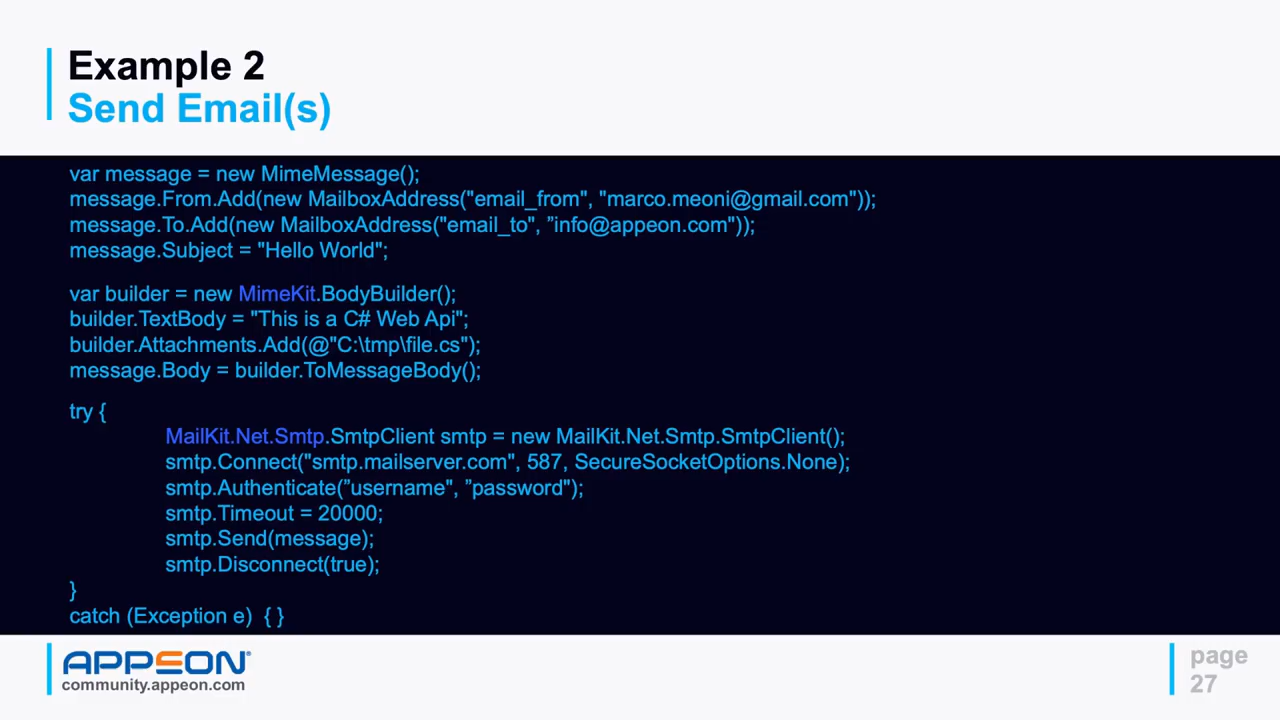 Example 2
Send Email(s)
var message = new MimeMessage();
message.From.Add(new MailboxAddress("email_from", "marco.meoni@gmail.com"));
message.To.Add(new MailboxAddress("email_to", ”info@appeon.com"));
message.Subject = "Hello World";
var builder = new MimeKit.BodyBuilder();
builder.TextBody = "This is a C# Web Api";
builder.Attachments.Add(@"C:\tmp\file.cs");
message.Body = builder.ToMessageBody();
try {
MailKit.Net.Smtp.SmtpClient smtp = new MailKit.Net.Smtp.SmtpClient();
smtp.Connect("smtp.mailserver.com", 587, SecureSocketOptions.None);
smtp.Authenticate(”username", ”password");
smtp.Timeout = 20000;
smtp.Send(message);
smtp.Disconnect(true);
}
catch (Exception e)  { }
APPEON®
community.appeon.com
page
27